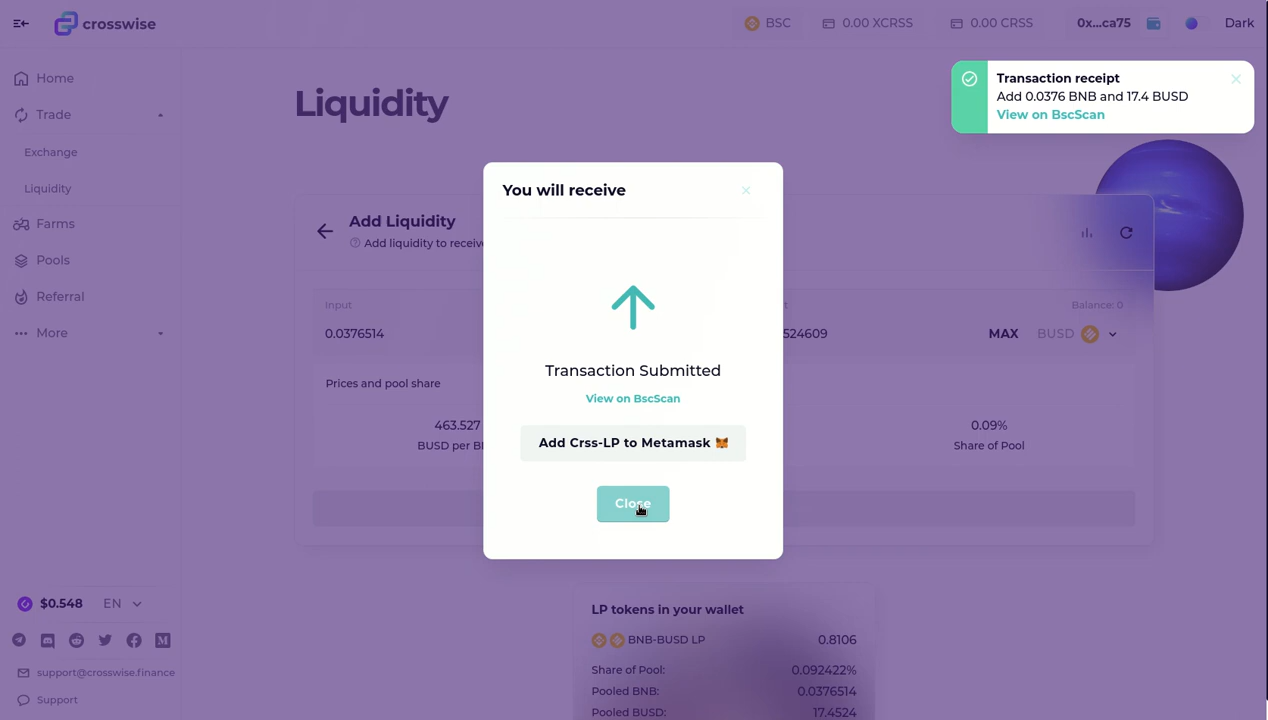 crosswise
BSC
0.00 XCRSS
0.00 CRSS
0x...ca75
Dark
Home
Trade
Exchange
Liquidity
Farms
Pools
Referral
More
$0.548
EN
support@crosswise.finance
Support
Liquidity
Transaction receipt
Add 0.0376 BNB and 17.4 BUSD
View on BscScan
Add Liquidity
Add liquidity to receive
Input
0.0376514
Balance: 0
524609
MAX
BUSD
Prices and pool share
463.527
BUSD per
0.09%
Share of Pool
You will receive
Transaction Submitted
View on BscScan
Add Crss-LP to Metamask
Close
LP tokens in your wallet
BNB-BUSD LP
0.8106
Share of Pool:
0.092422%
Pooled BNB:
0.0376514
Pooled BUSD:
17.4524